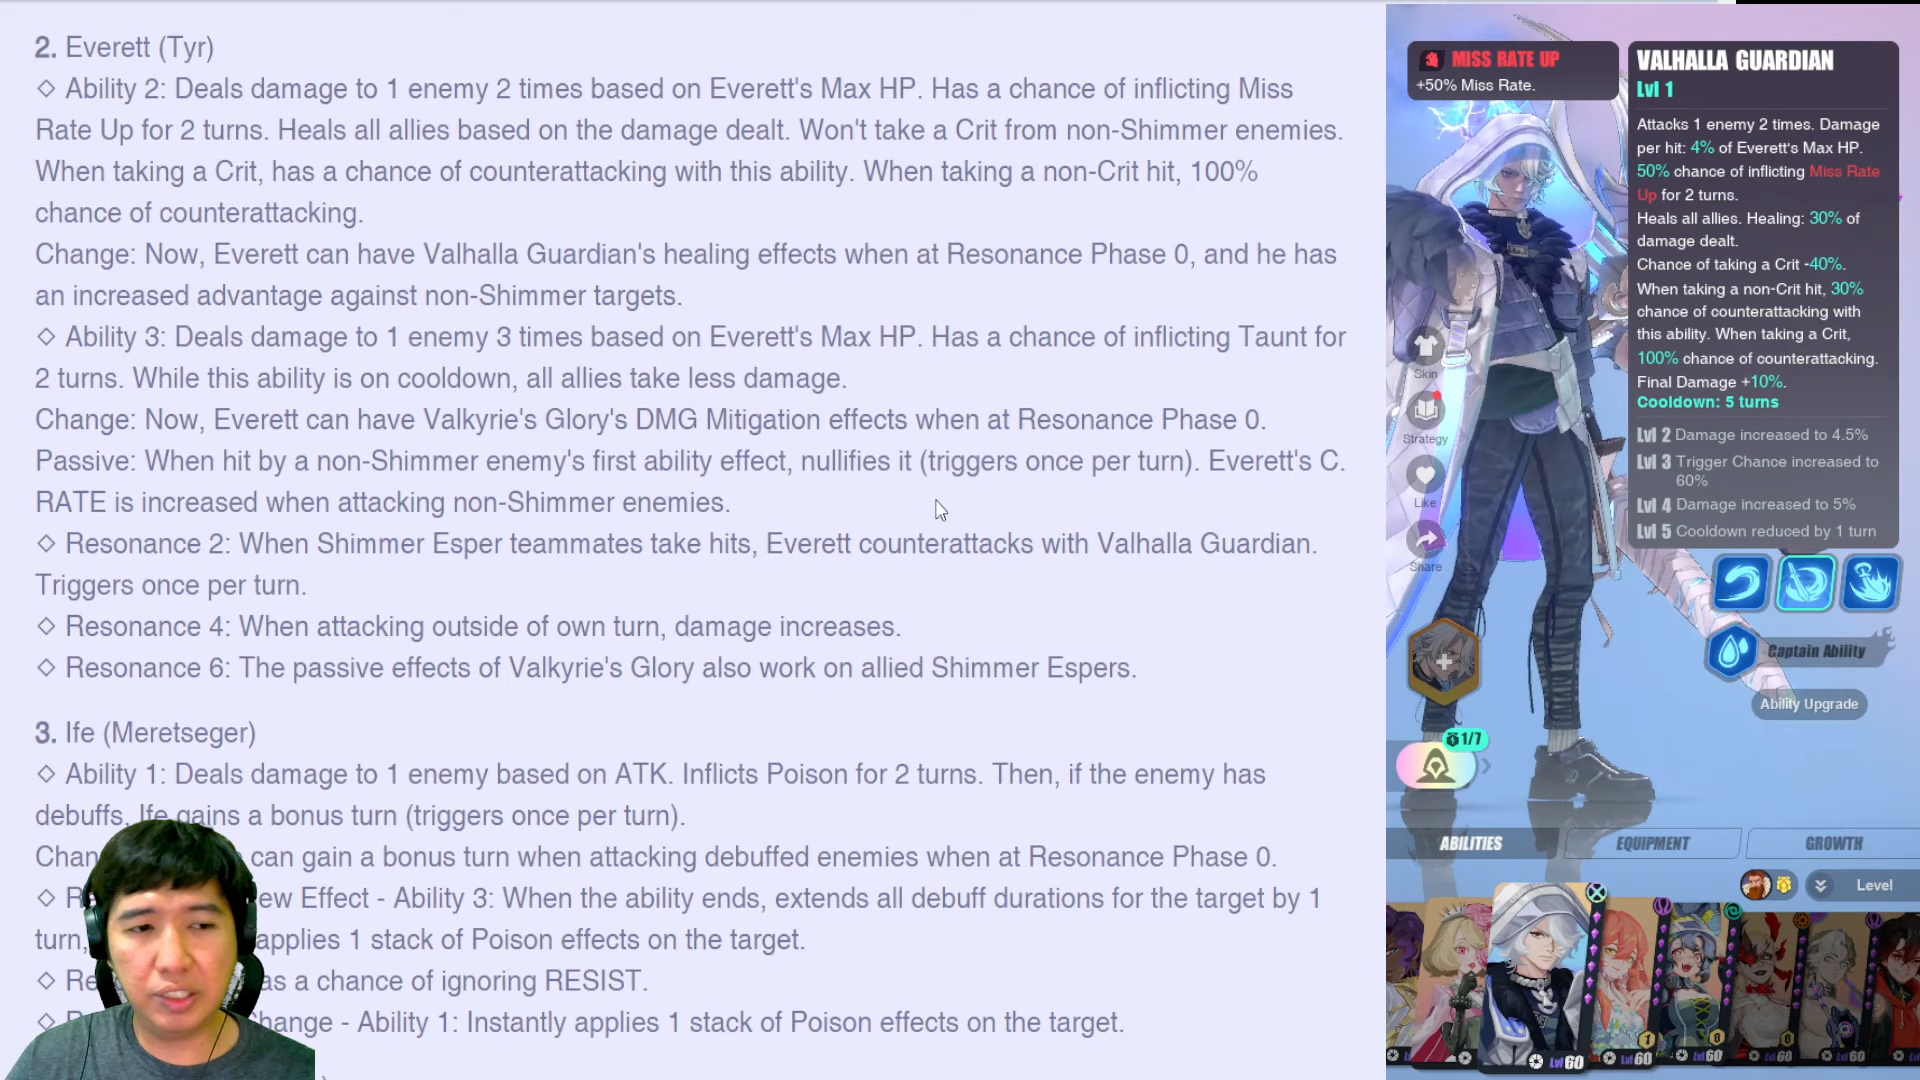 2. Everett (Tyr)
◇ Ability 2: Deals damage to 1 enemy 2 times based on Everett's Max HP. Has a chance of inflicting Miss
Rate Up for 2 turns. Heals all allies based on the damage dealt. Won't take a Crit from non-Shimmer enemies.
When taking a Crit, has a chance of counterattacking with this ability. When taking a non-Crit hit, 100%
chance of counterattacking.
Change: Now, Everett can have Valhalla Guardian's healing effects when at Resonance Phase 0, and he has
an increased advantage against non-Shimmer targets.
◇ Ability 3: Deals damage to 1 enemy 3 times based on Everett's Max HP. Has a chance of inflicting Taunt for
2 turns. While this ability is on cooldown, all allies take less damage.
Change: Now, Everett can have Valkyrie's Glory's DMG Mitigation effects when at Resonance Phase 0.
Passive: When hit by a non-Shimmer enemy's first ability effect, nullifies it (triggers once per turn). Everett's C.
RATE is increased when attacking non-Shimmer enemies.
◇ Resonance 2: When Shimmer Esper teammates take hits, Everett counterattacks with Valhalla Guardian.
Triggers once per turn.
◇ Resonance 4: When attacking outside of own turn, damage increases.
◇ Resonance 6: The passive effects of Valkyrie's Glory also work on allied Shimmer Espers.
3. Ife (Meretseger)
◇ Ability 1: Deals damage to 1 enemy based on ATK. Inflicts Poison for 2 turns. Then, if the enemy has
debuffs, Ife gains a bonus turn (triggers once per turn).
can gain a bonus turn when attacking debuffed enemies when at Resonance Phase 0.
ew Effect - Ability 3: When the ability ends, extends all debuff durations for the target by 1
turn, applies 1 stack of Poison effects on the target.
as a chance of ignoring RESIST.
hange - Ability 1: Instantly applies 1 stack of Poison effects on the target.
MISS RATE UP
+50% Miss Rate.
VALHALLA GUARDIAN
Lvl 1
Attacks 1 enemy 2 times. Damage
per hit: 4% of Everett's Max HP.
50% chance of inflicting Miss Rate
Up for 2 turns.
Heals all allies. Healing: 30% of
damage dealt.
Chance of taking a Crit -40%.
When taking a non-Crit hit, 30%
chance of counterattacking with
this ability. When taking a Crit,
100% chance of counterattacking.
Final Damage +10%.
Cooldown: 5 turns
Lvl 2 Damage increased to 4.5%
Lvl 3 Trigger Chance increased to
60%
Lvl 4 Damage increased to 5%
Lvl 5 Cooldown reduced by 1 turn
Skin
Strategy
Like
Share
Captain Ability
Ability Upgrade
1/7
ABILITIES
EQUIPMENT
GROWTH
Level
Lvl 60
Lvl 60
Lvl 60
Lvl 60
Lvl 60